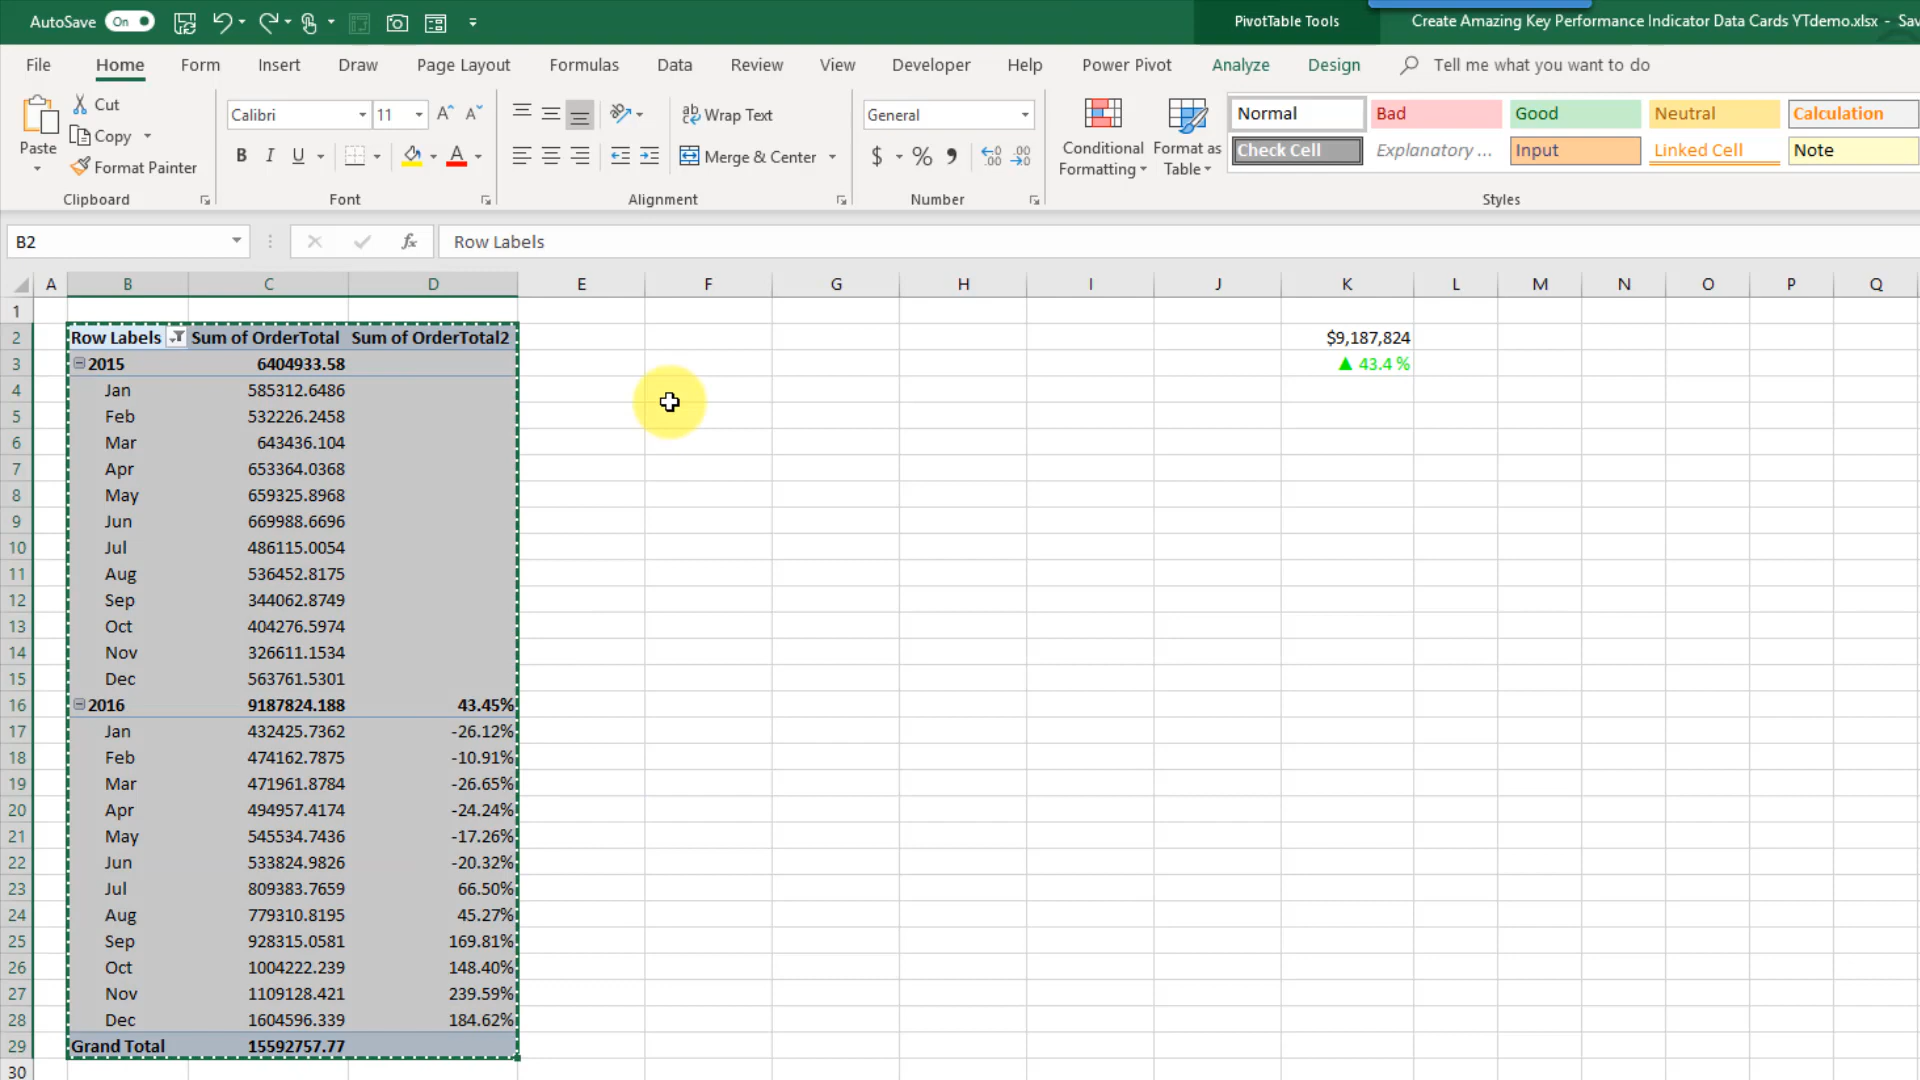 AutoSave On PivotTable Tools Create Amazing Key Performance Indicator Data Cards YTdemo.xlsx - Sav
File Home Form Insert Draw Page Layout Formulas Data Review View Developer Help Power Pivot Analyze Design Tell me what you want to do
Cut Calibri 11 Wrap Text General Normal Bad Good Neutral Calculation
Paste Copy Format Painter B I U Merge & Center $ % Conditional Formatting Format as Table Check Cell Explanatory ... Input Linked Cell Note
Clipboard Font Alignment Number Styles
B2 fx Row Labels
A B C D E F G H I J K L M N O P Q
1
2 Row Labels Sum of OrderTotal Sum of OrderTotal2 $9,187,824
3 2015 6404933.58 ▲ 43.4 %
4 Jan 585312.6486
5 Feb 532226.2458
6 Mar 643436.104
7 Apr 653364.0368
8 May 659325.8968
9 Jun 669988.6696
10 Jul 486115.0054
11 Aug 536452.8175
12 Sep 344062.8749
13 Oct 404276.5974
14 Nov 326611.1534
15 Dec 563761.5301
16 2016 9187824.188 43.45%
17 Jan 432425.7362 -26.12%
18 Feb 474162.7875 -10.91%
19 Mar 471961.8784 -26.65%
20 Apr 494957.4174 -24.24%
21 May 545534.7436 -17.26%
22 Jun 533824.9826 -20.32%
23 Jul 809383.7659 66.50%
24 Aug 779310.8195 45.27%
25 Sep 928315.0581 169.81%
26 Oct 1004222.239 148.40%
27 Nov 1109128.421 239.59%
28 Dec 1604596.339 184.62%
29 Grand Total 15592757.77
30